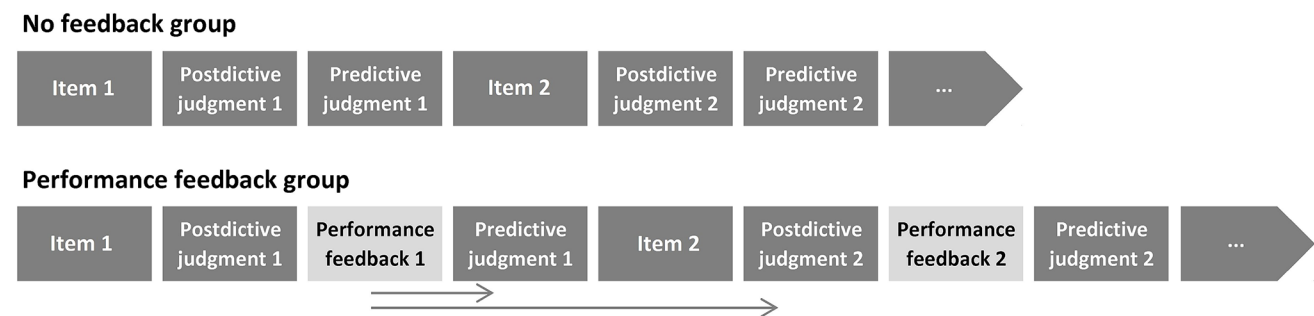 No feedback group
Item 1
Postdictive
judgment 1
Predictive
judgment 1
Item 2
Postdictive
judgment 2
Predictive
judgment 2
...
Performance feedback group
Item 1
Postdictive
judgment 1
Performance
feedback 1
Predictive
judgment 1
Item 2
Postdictive
judgment 2
Performance
feedback 2
Predictive
judgment 2
...